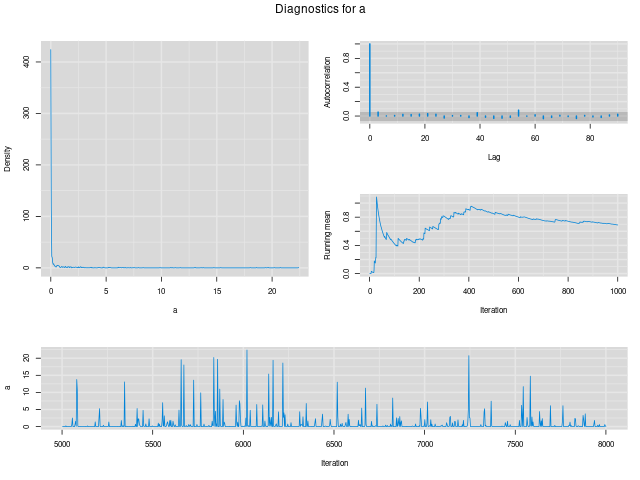 Diagnostics for a
Density
400
300
200
100
0
0 5 10 15 20
a
Autocorrelation
0.8
0.4
0.0
0 20 40 60 80
Lag
Running mean
0.8
0.4
0.0
0 200 400 600 800 1000
Iteration
a
20
15
10
5
0
5000 5500 6000 6500 7000 7500 8000
Iteration